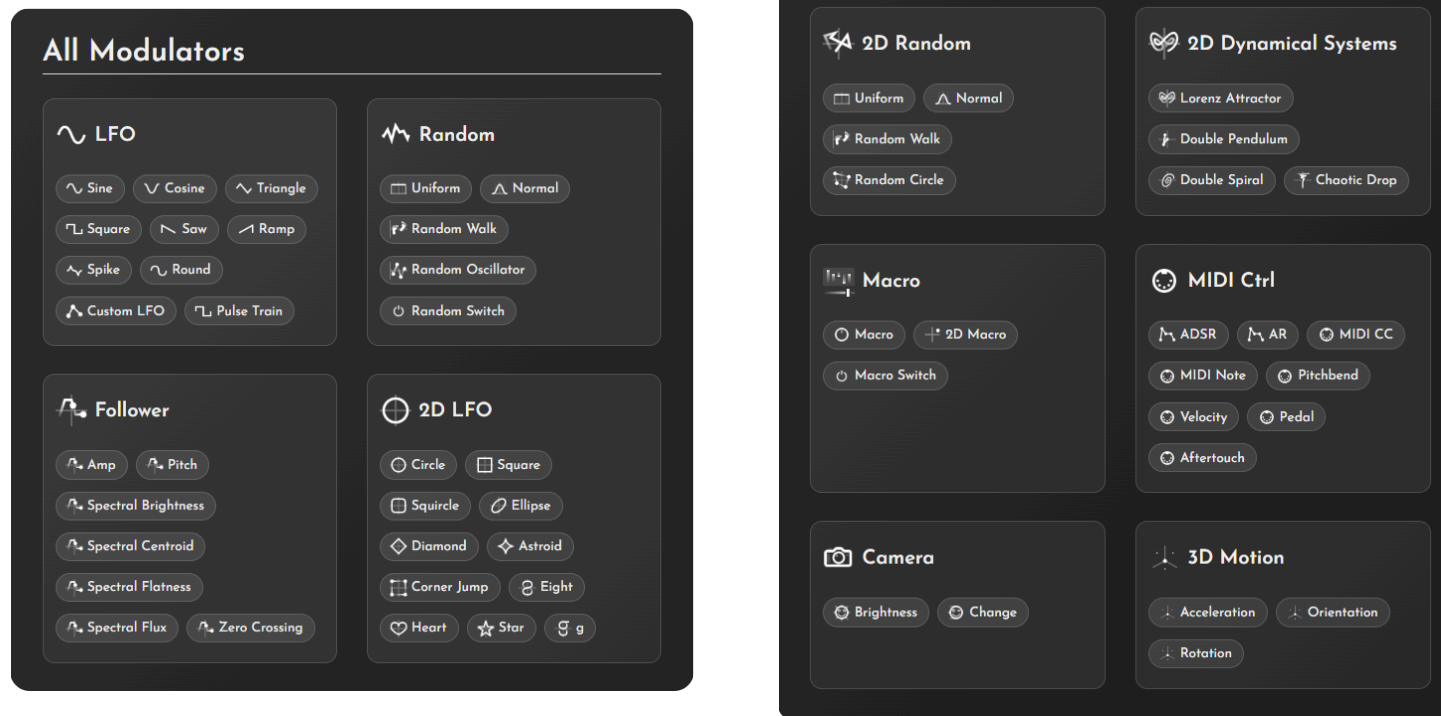 All Modulators
LFO
Sine Cosine Triangle
Square Saw Ramp
Spike Round
Custom LFO Pulse Train
Random
Uniform Normal
Random Walk
Random Oscillator
Random Switch
Follower
Amp Pitch
Spectral Brightness
Spectral Centroid
Spectral Flatness
Spectral Flux Zero Crossing
2D LFO
Circle Square
Squircle Ellipse
Diamond Astroid
Corner Jump Eight
Heart Star g
2D Random
Uniform Normal
Random Walk
Random Circle
2D Dynamical Systems
Lorenz Attractor
Double Pendulum
Double Spiral Chaotic Drop
Macro
Macro 2D Macro
Macro Switch
MIDI Ctrl
ADSR AR MIDI CC
MIDI Note Pitchbend
Velocity Pedal
Aftertouch
Camera
Brightness Change
3D Motion
Acceleration Orientation
Rotation